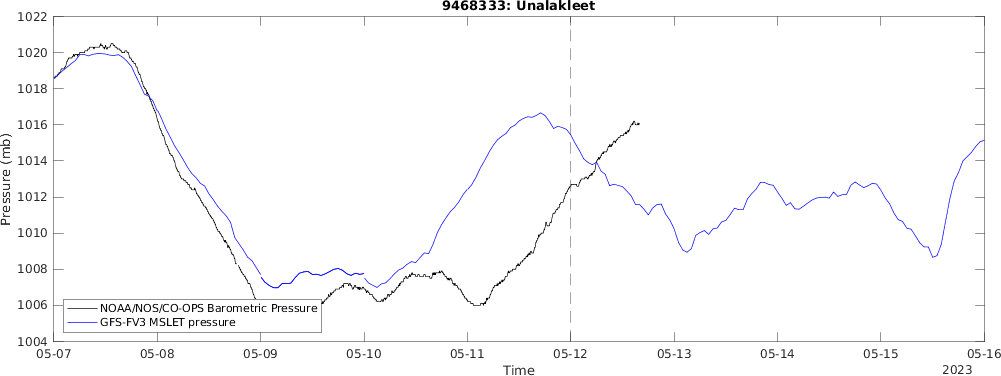 9468333: Unalakleet
Pressure (mb)
1022
1020
1018
1016
1014
1012
1010
1008
1006
1004
NOAA/NOS/CO-OPS Barometric Pressure
GFS-FV3 MSLET pressure
05-07 05-08 05-09 05-10 05-11 05-12 05-13 05-14 05-15 05-16
Time
2023